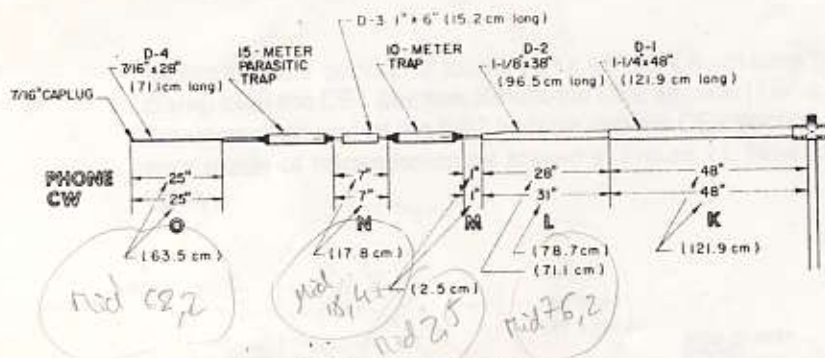 D-3 1" x 6" (15.2 cm long)
D-4
7/16" x 28"
(71.1cm long)
15-METER
PARASITIC
TRAP
10-METER
TRAP
D-2
1-1/8" x 38"
(96.5cm long)
D-1
1-1/4" x 48"
(121.9 cm long)
7/16" CAPLUG
PHONE 25" 7" 1" 28" 48"
CW 25" 7" 1" 31" 48"
O N M L K
(63.5 cm) (17.8 cm) (78.7cm) (121.9 cm)
(71.1 cm)
(2.5 cm)
mid 68,2
mid
18,4
mid 2,5
mid 76,2